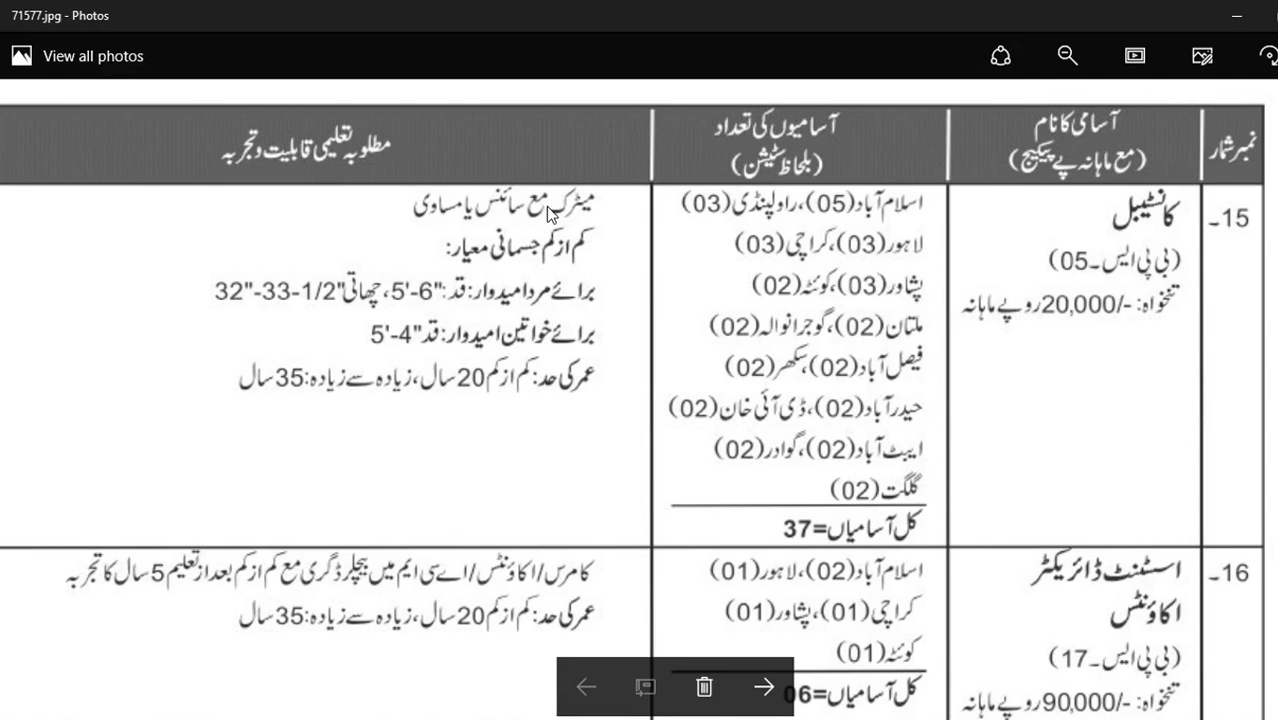 71577.jpg - Photos
View all photos
نمبر شمار
آسامی کا نام
(مع ماہانہ پے پیکیج)
آسامیوں کی تعداد
(بلحاظ سٹیشن)
مطلوبہ تعلیمی قابلیت و تجربہ
15۔
کانسٹیبل
(بی پی ایس۔05)
تنخواہ: -/20,000 روپے ماہانہ
اسلام آباد (05)، راولپنڈی (03)
لاہور (03)، کراچی (03)
پشاور (03)، کوئٹہ (02)
ملتان (02)، گوجرانوالہ (02)
فیصل آباد (02)، سکھر (02)
حیدر آباد (02)، ڈی آئی خان (02)
ایبٹ آباد (02)، گوادر (02)
گلگت (02)
کل آسامیاں=37
میٹرک مع سائنس یا مساوی
کم از کم جسمانی معیار:
برائے مرد امیدوار: قد: "6-'5، چھاتی "1/2-33-"32
برائے خواتین امیدوار: قد "4-'5
عمر کی حد: کم از کم 20 سال، زیادہ سے زیادہ: 35 سال
16۔
اسسٹنٹ ڈائریکٹر
اکاؤنٹس
(بی پی ایس۔17)
تنخواہ: -/90,000 روپے ماہانہ
اسلام آباد (02)، لاہور (01)
کراچی (01)، پشاور (01)
کوئٹہ (01)
کل آسامیاں=06
کامرس/اکاؤنٹس/اے سی ایم میں بیچلر ڈگری مع کم از کم بعد از تعلیم 5 سال کا تجربہ
عمر کی حد: کم از کم 20 سال، زیادہ سے زیادہ: 35 سال